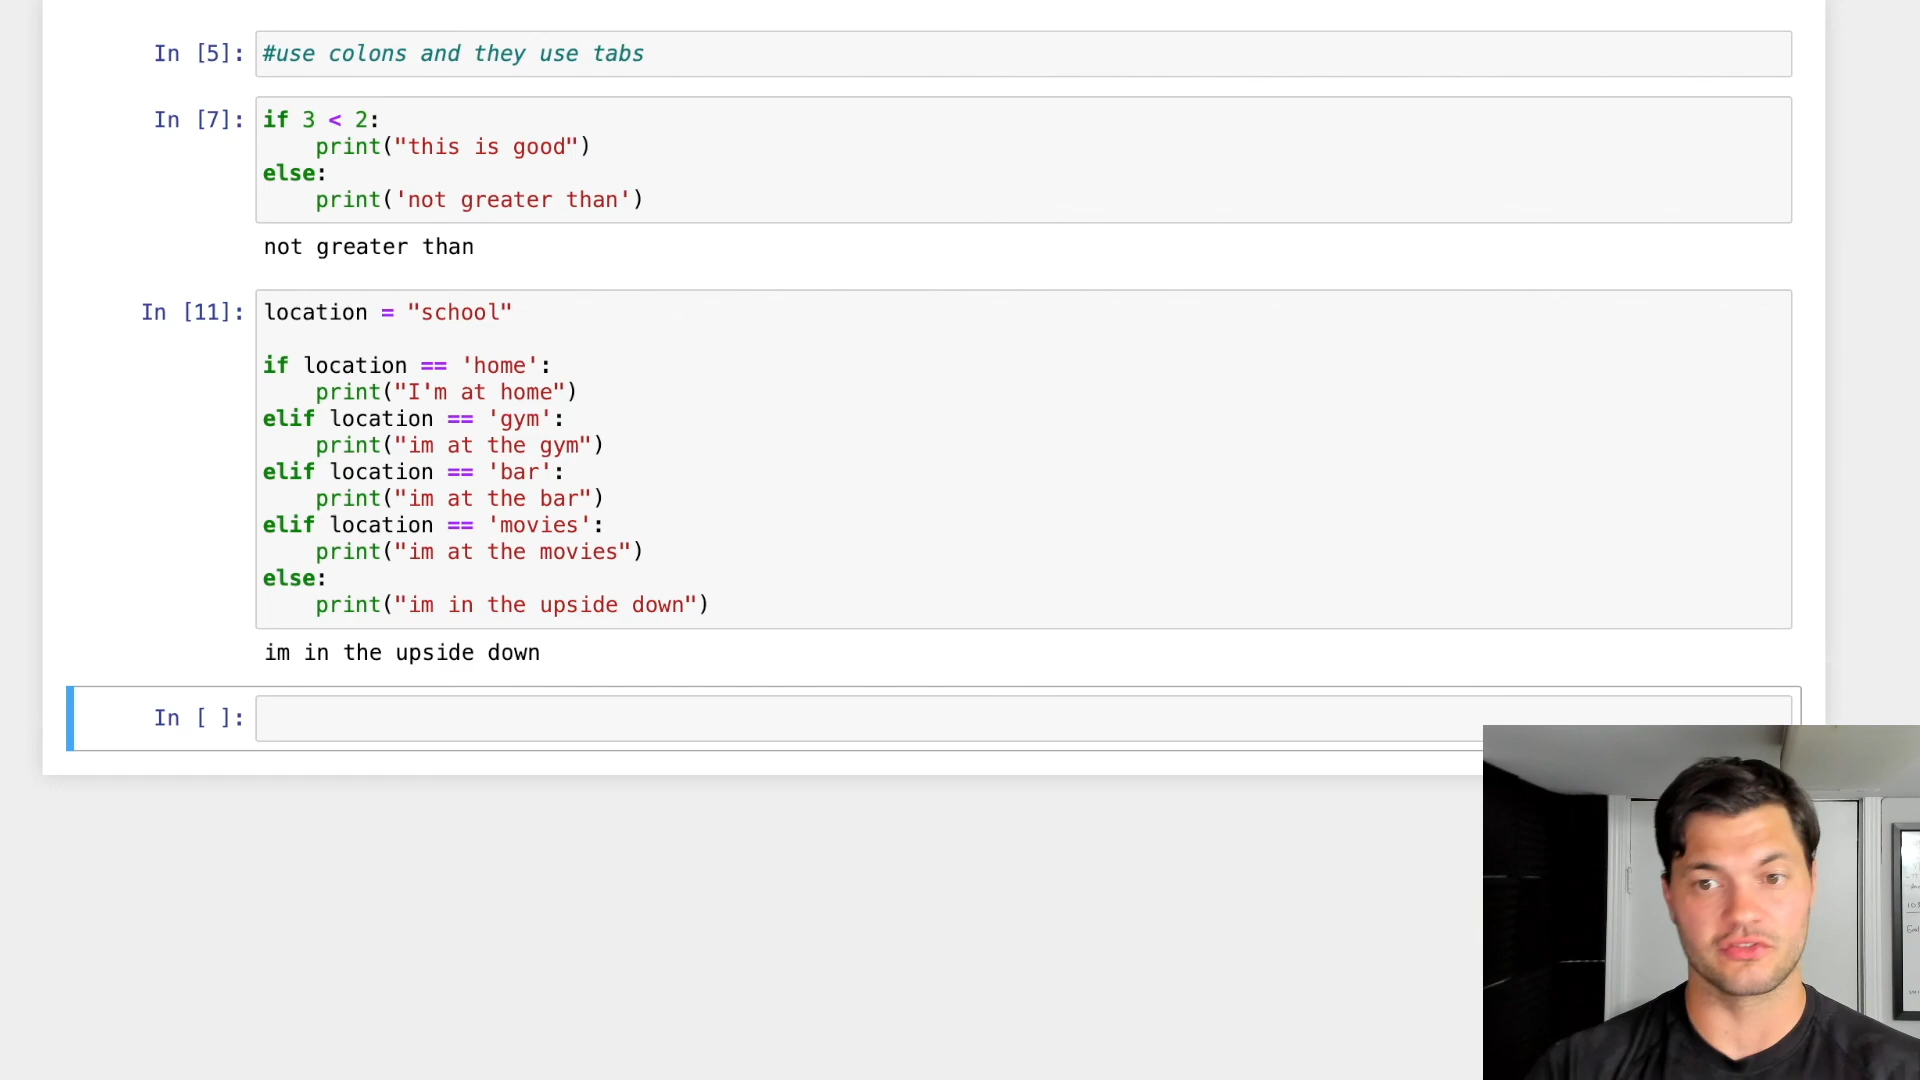 In [5]: #use colons and they use tabs
In [7]: if 3 < 2:
    print("this is good")
else:
    print('not greater than')
not greater than
In [11]: location = "school"
if location == 'home':
    print("I'm at home")
elif location == 'gym':
    print("im at the gym")
elif location == 'bar':
    print("im at the bar")
elif location == 'movies':
    print("im at the movies")
else:
    print("im in the upside down")
im in the upside down
In [ ]: